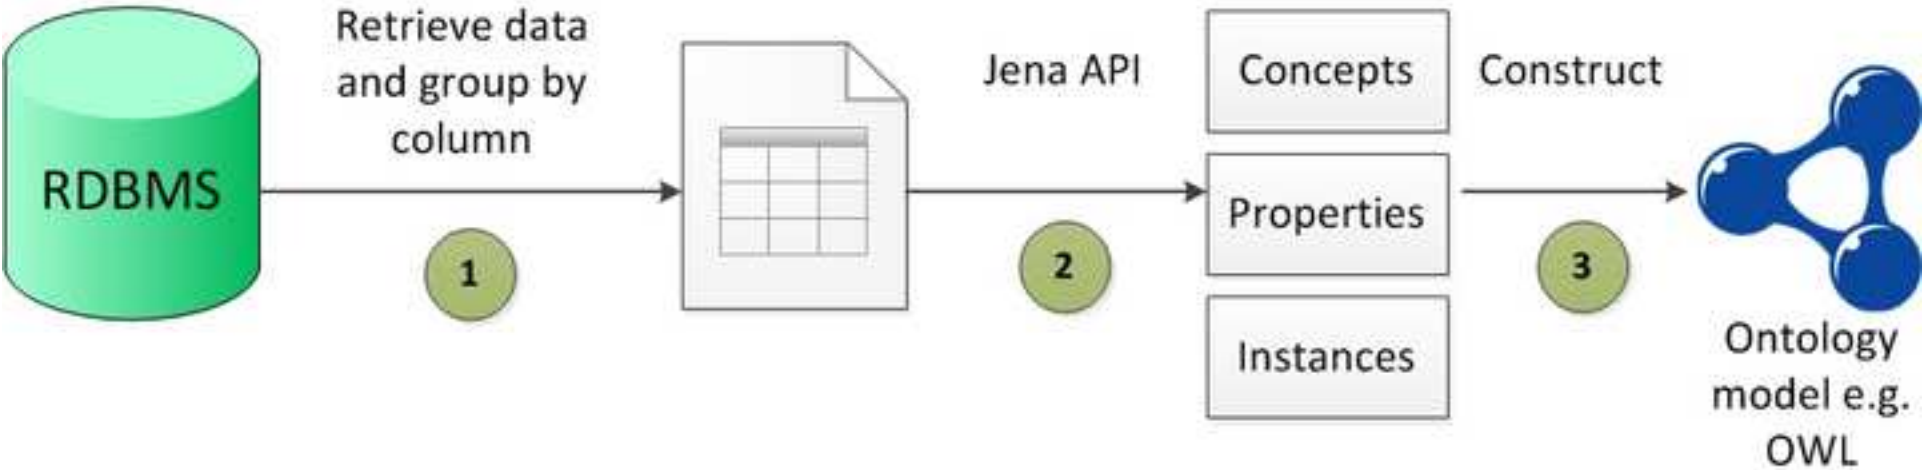 RDBMS
Retrieve data
and group by
column
1
Jena API
2
Concepts
Properties
Instances
Construct
3
Ontology
model e.g.
OWL